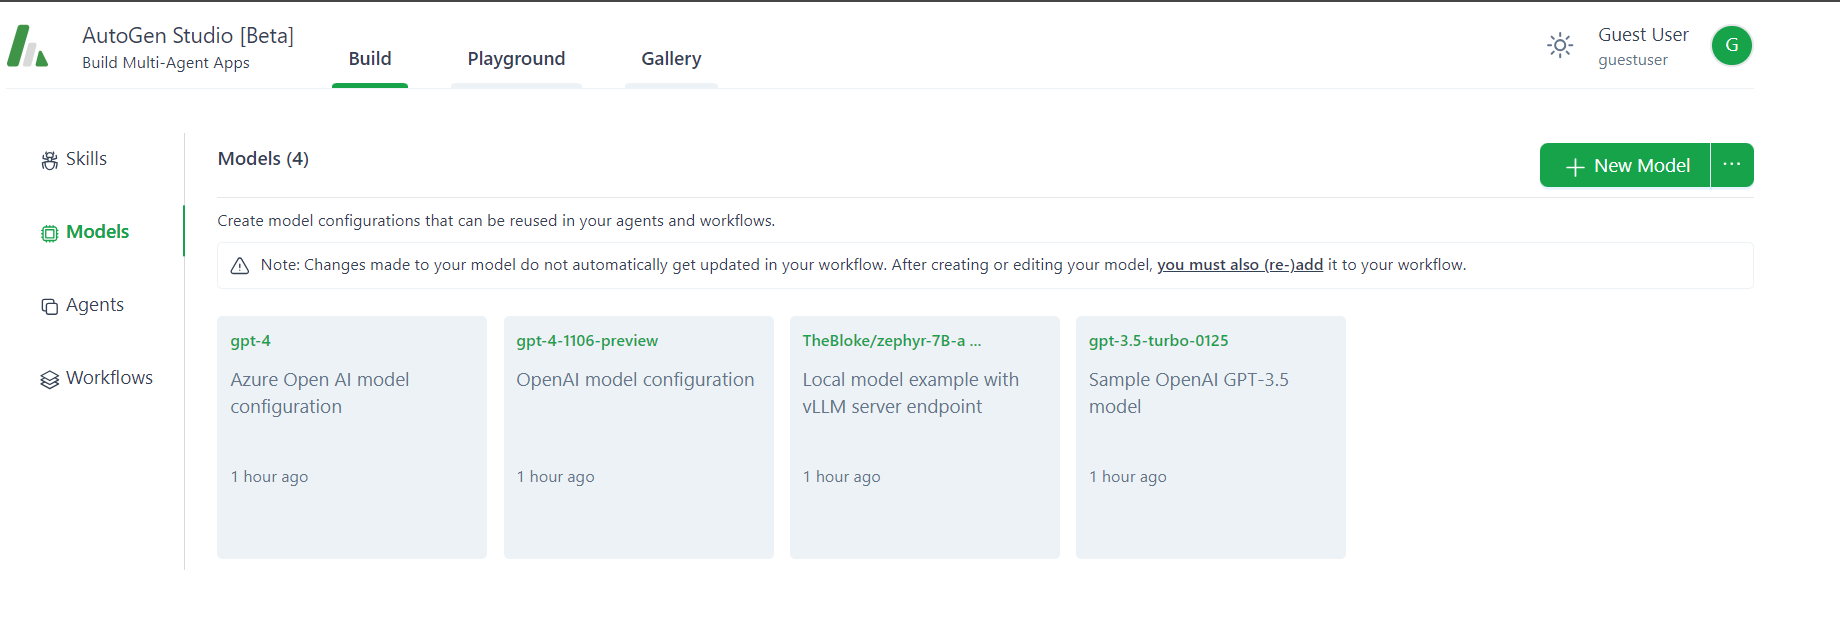 AutoGen Studio [Beta]
Build Multi-Agent Apps
Build
Playground
Gallery
Guest User
guestuser
G
Skills
Models
Agents
Workflows
Models (4)
New Model
Create model configurations that can be reused in your agents and workflows.
Note: Changes made to your model do not automatically get updated in your workflow. After creating or editing your model, you must also (re-)add it to your workflow.
gpt-4
Azure Open AI model
configuration
1 hour ago
gpt-4-1106-preview
OpenAI model configuration
1 hour ago
TheBloke/zephyr-7B-a ...
Local model example with
vLLM server endpoint
1 hour ago
gpt-3.5-turbo-0125
Sample OpenAI GPT-3.5
model
1 hour ago